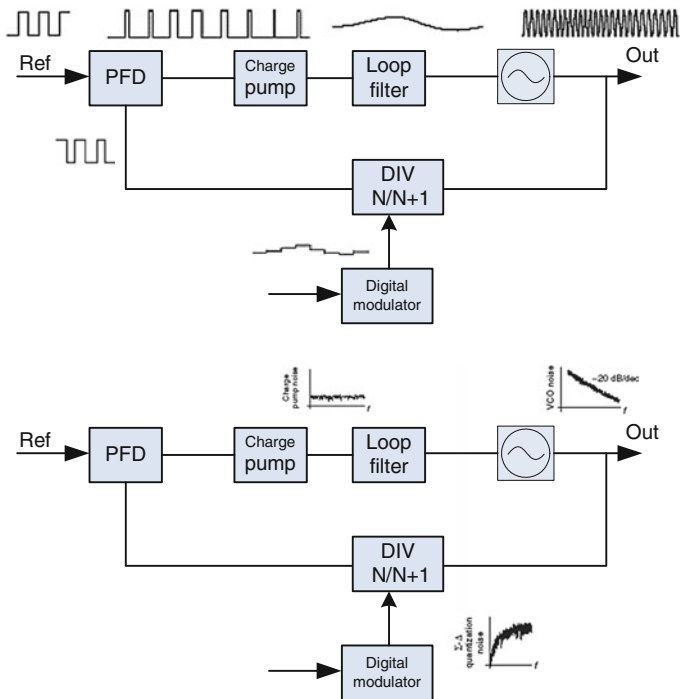 Ref
PFD
Charge
pump
Loop
filter
Out
DIV
N/N+1
Digital
modulator
Charge
pump noise
f
VCO noise
–20 dB/dec
f
Ref
PFD
Charge
pump
Loop
filter
Out
DIV
N/N+1
Σ-Δ
quantization
noise
f
Digital
modulator